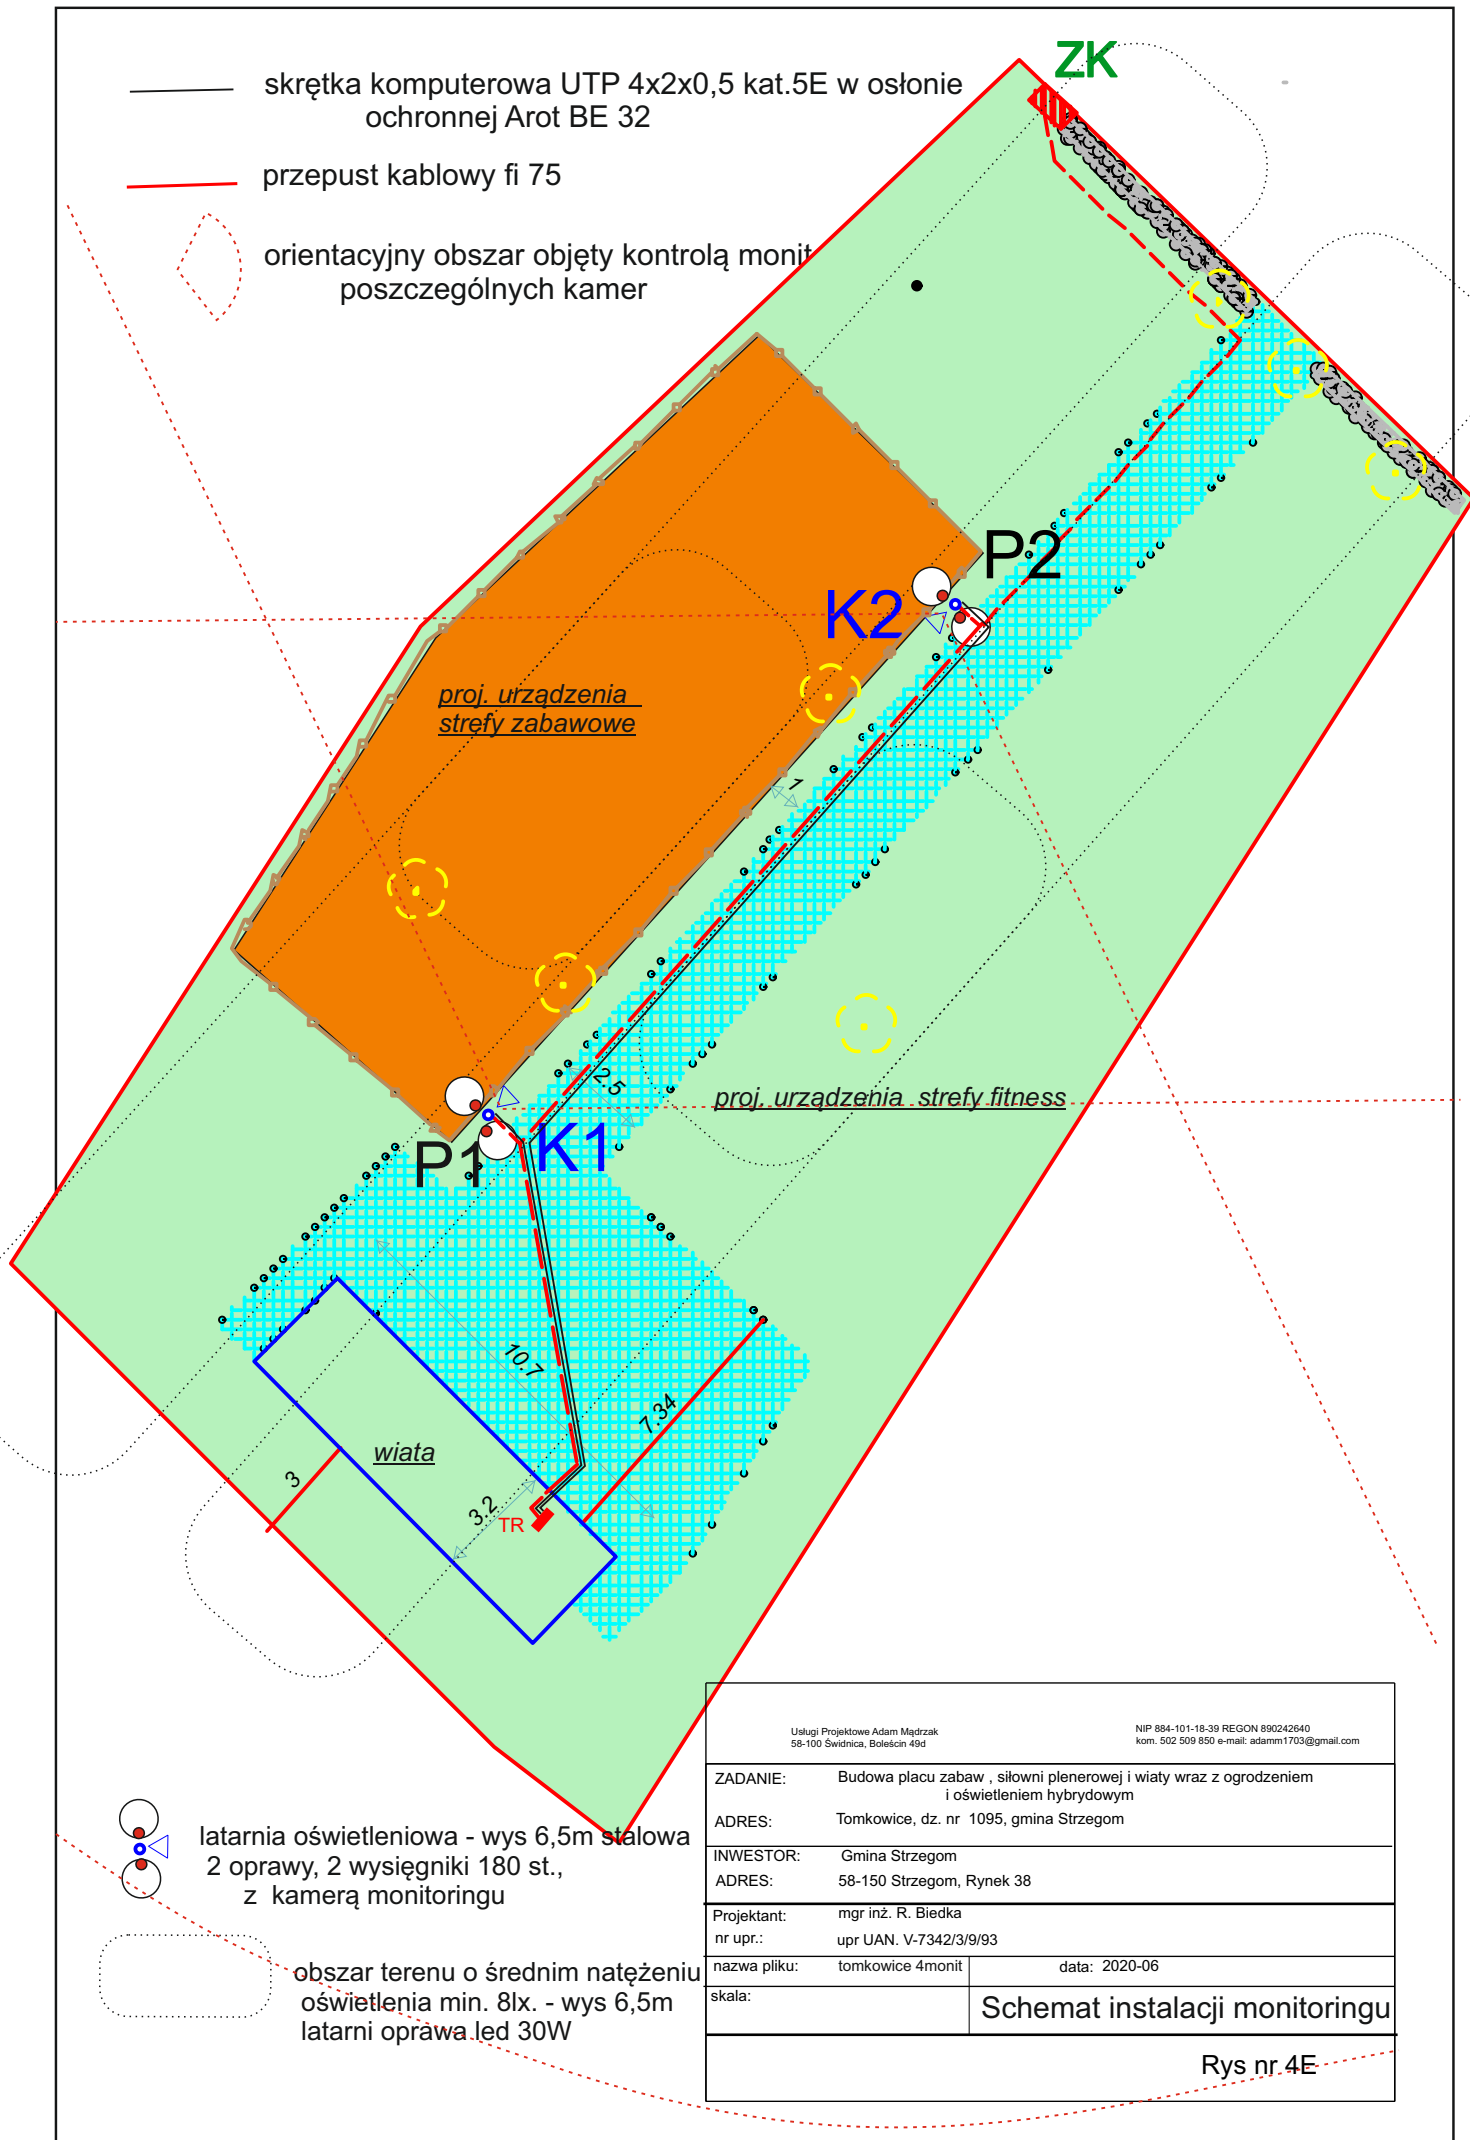 ZK
skrętka komputerowa UTP 4x2x0,5 kat.5E w osłonie
ochronnej Arot BE 32
przepust kablowy fi 75
orientacyjny obszar objęty kontrolą monit
poszczególnych kamer
P2
K2
proj. urządzenia
strefy zabawowe
1
2.5
proj. urządzenia strefy fitness
P1
K1
10.7
7.34
wiata
3
3.2
TR
latarnia oświetleniowa - wys 6,5m stalowa
2 oprawy, 2 wysięgniki 180 st.,
z kamerą monitoringu
obszar terenu o średnim natężeniu
oświetlenia min. 8lx. - wys 6,5m
latarni oprawa led 30W
Usługi Projektowe Adam Mądrzak
58-100 Świdnica, Boleścin 49d
NIP 884-101-18-39 REGON 890242640
kom. 502 509 850 e-mail: adamm1703@gmail.com
ZADANIE: Budowa placu zabaw , siłowni plenerowej i wiaty wraz z ogrodzeniem
i oświetleniem hybrydowym
ADRES: Tomkowice, dz. nr 1095, gmina Strzegom
INWESTOR: Gmina Strzegom
ADRES: 58-150 Strzegom, Rynek 38
Projektant: mgr inż. R. Biedka
nr upr.: upr UAN. V-7342/3/9/93
nazwa pliku: tomkowice 4monit data: 2020-06
skala: Schemat instalacji monitoringu
Rys nr 4E